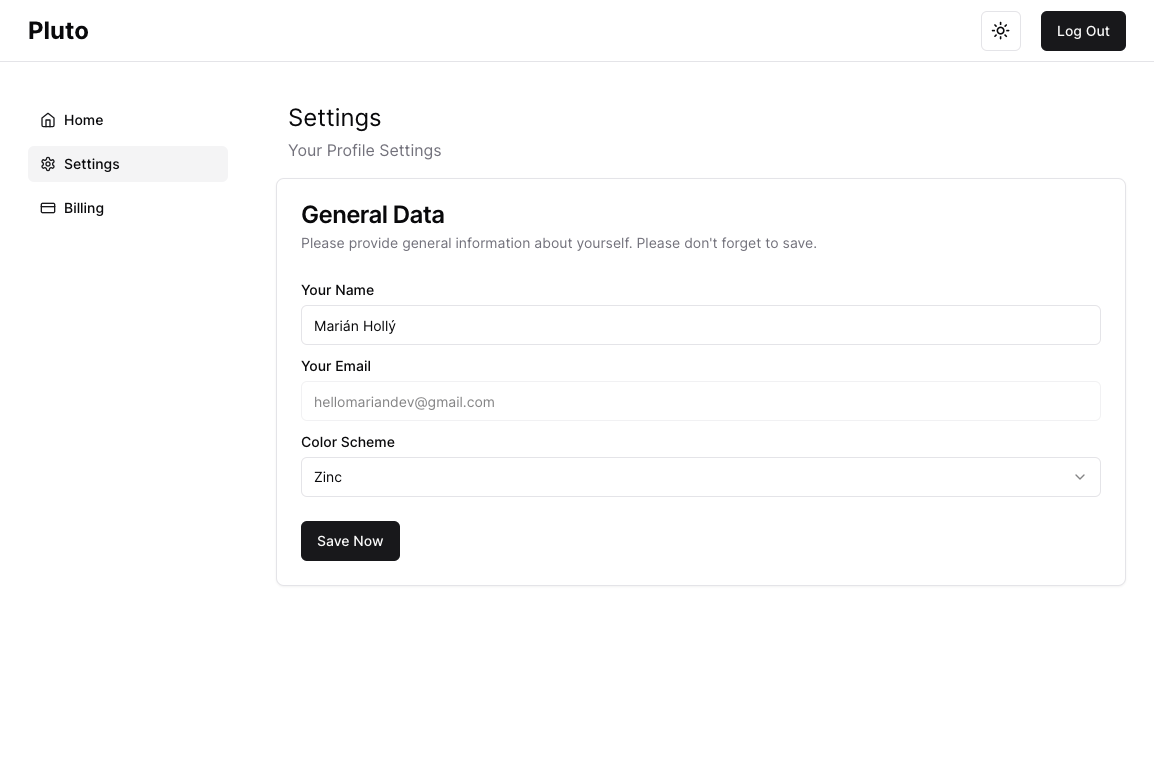 Pluto
Log Out
Home
Settings
Billing
Settings
Your Profile Settings
General Data
Please provide general information about yourself. Please don't forget to save.
Your Name
Marián Hollý
Your Email
hellomariandev@gmail.com
Color Scheme
Zinc
Save Now